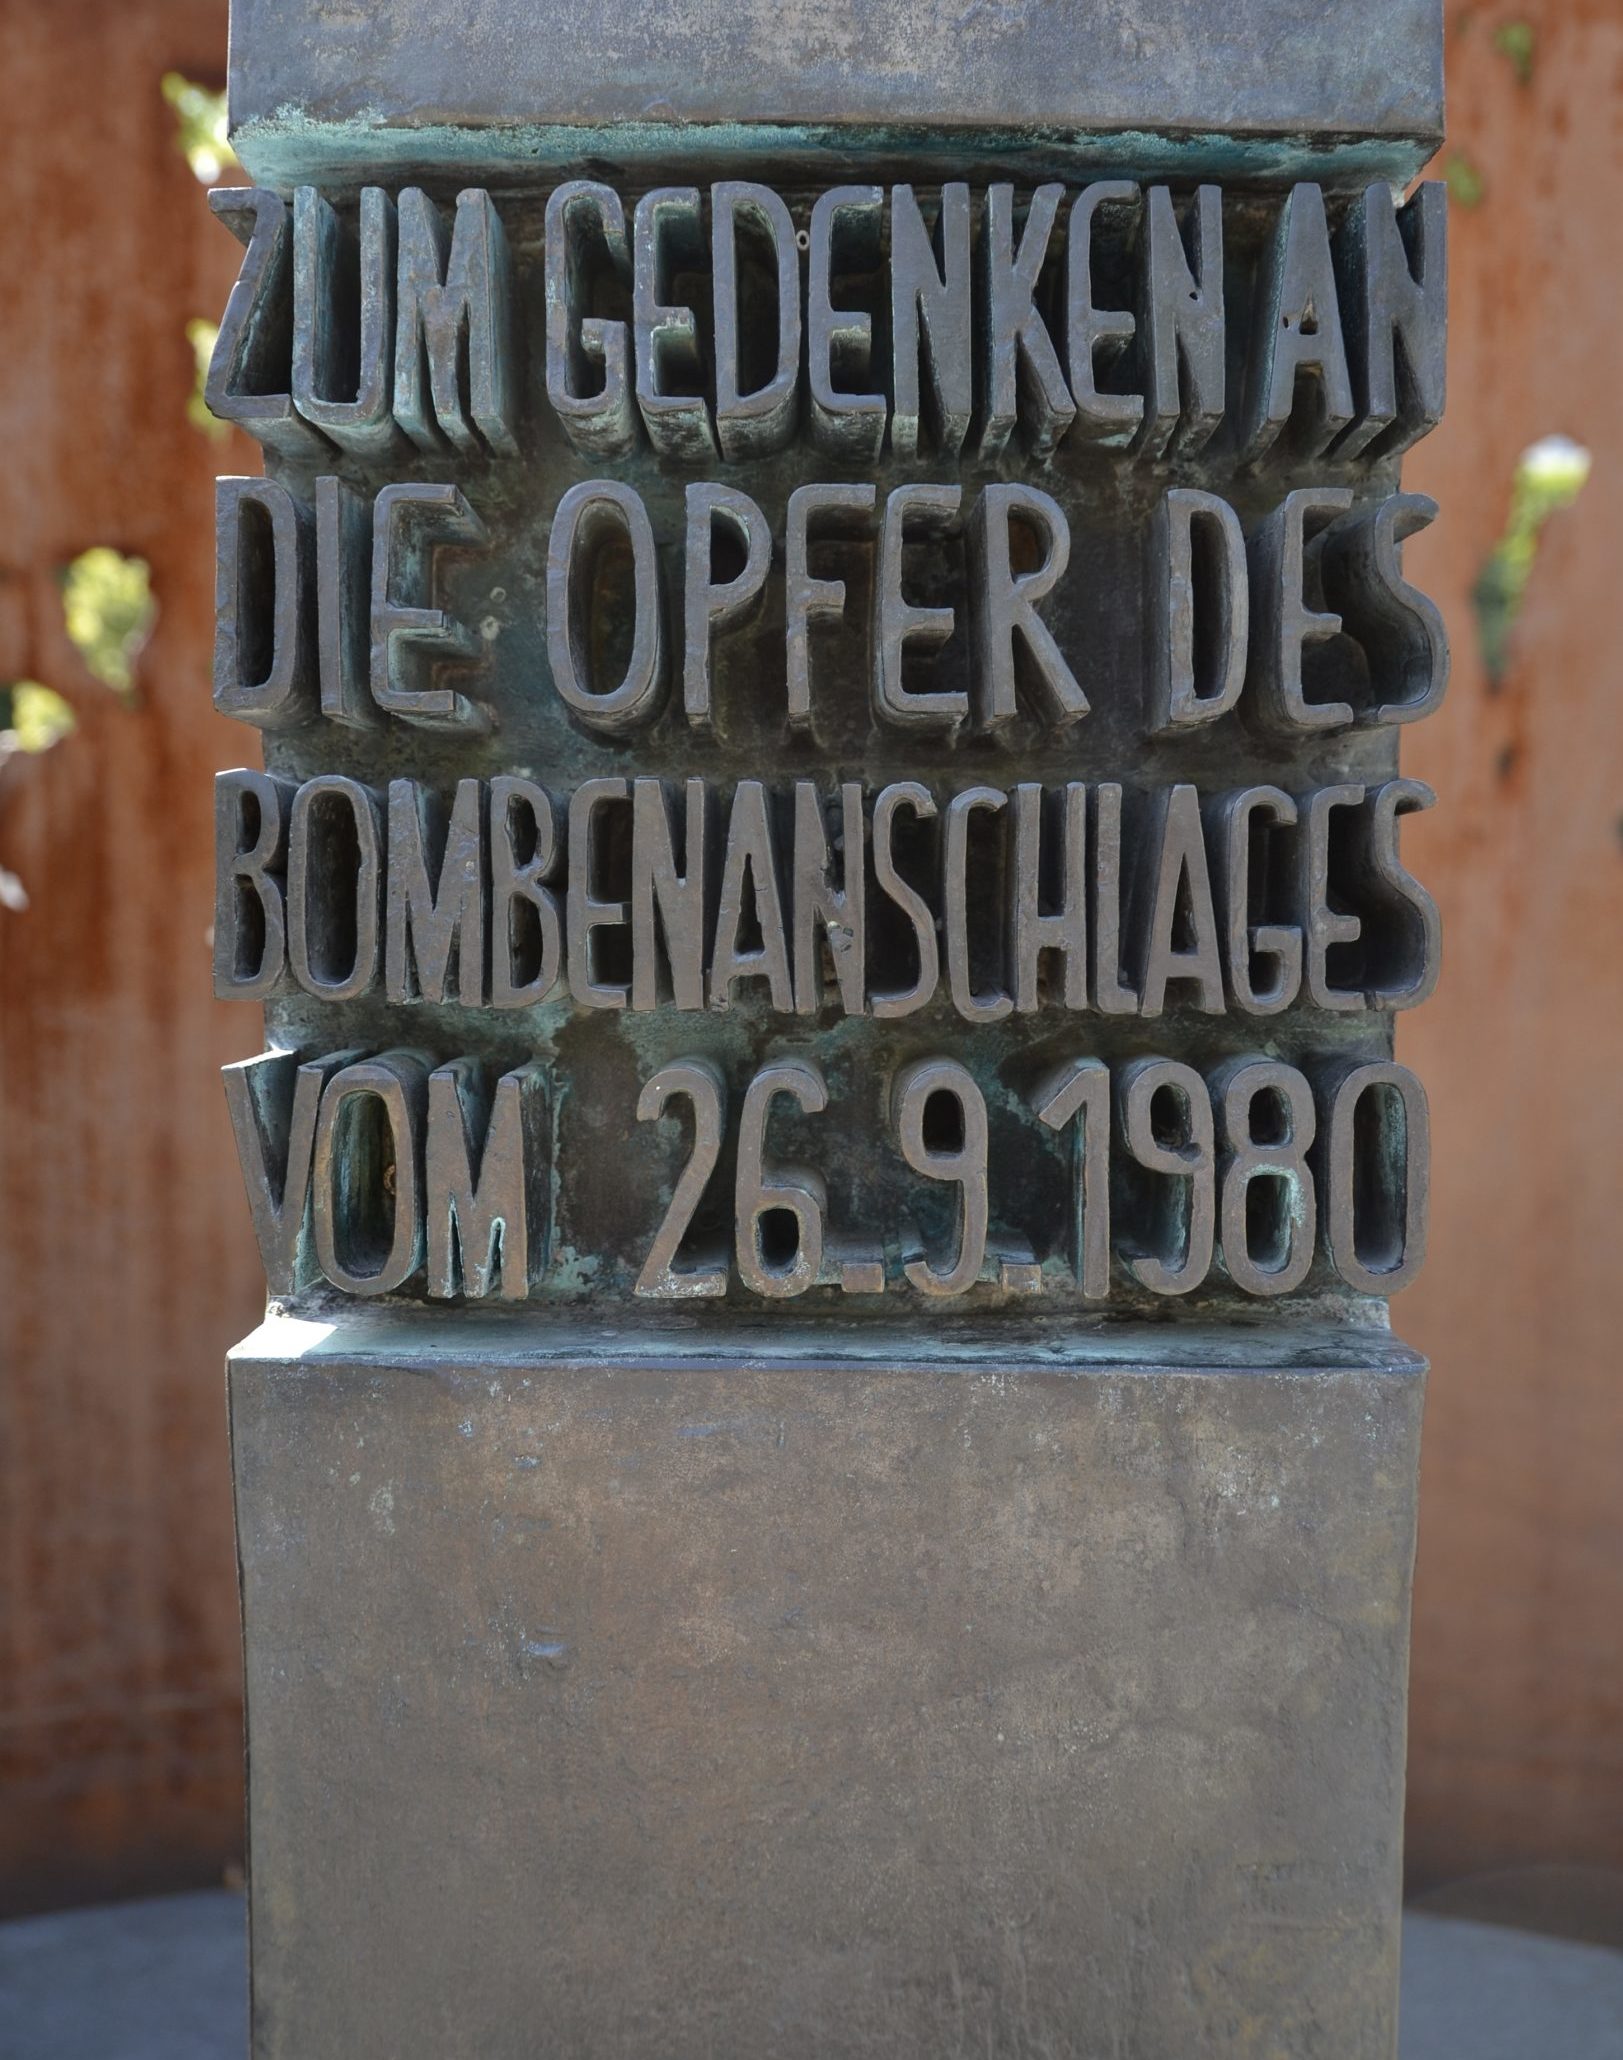 ZUM GEDENKEN AN
DIE OPFER DES
BOMBENANSCHLAGES
VOM 26.9.1980